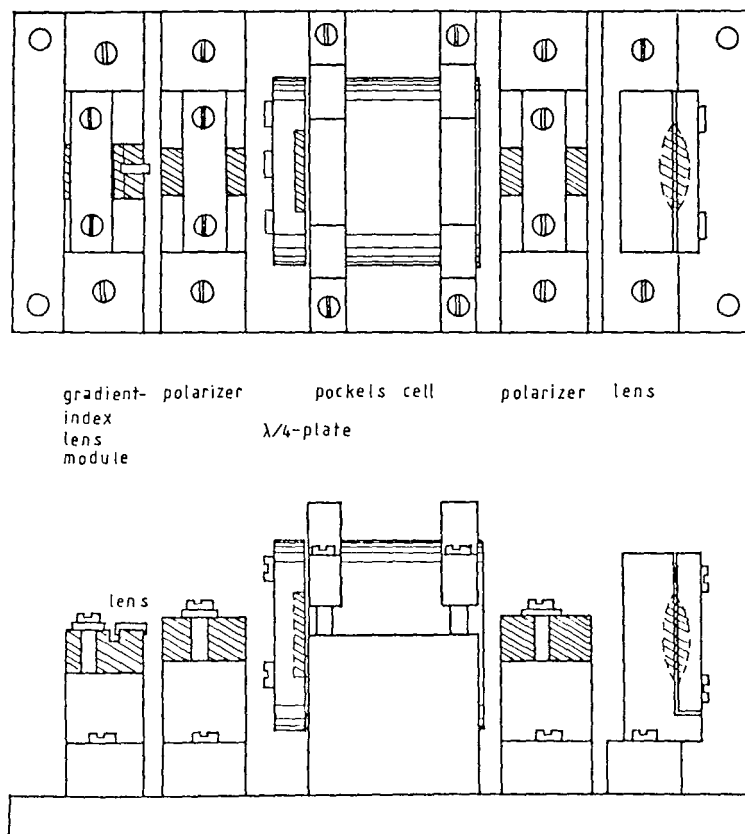 gradient-
index
lens
module
polarizer
pockels cell
λ/4-plate
polarizer
lens
lens